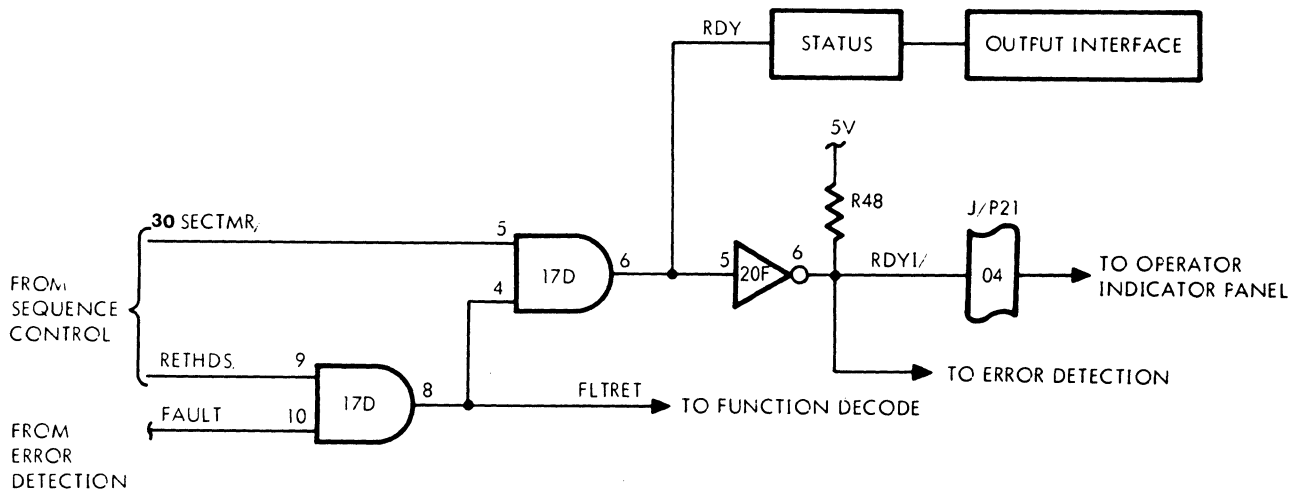 RDY
STATUS
OUTFUT INTERFACE
5V
R48
J/P21
30 SECTMR/
5
17D
6
4
5
20F
6
RDYI/
04
TO OPERATOR
INDICATOR PANEL
FROM
SEQUENCE
CONTROL
RETHDS
9
17D
8
FLTRET
TO FUNCTION DECODE
TO ERROR DETECTION
FAULT
10
FROM
ERROR
DETECTION